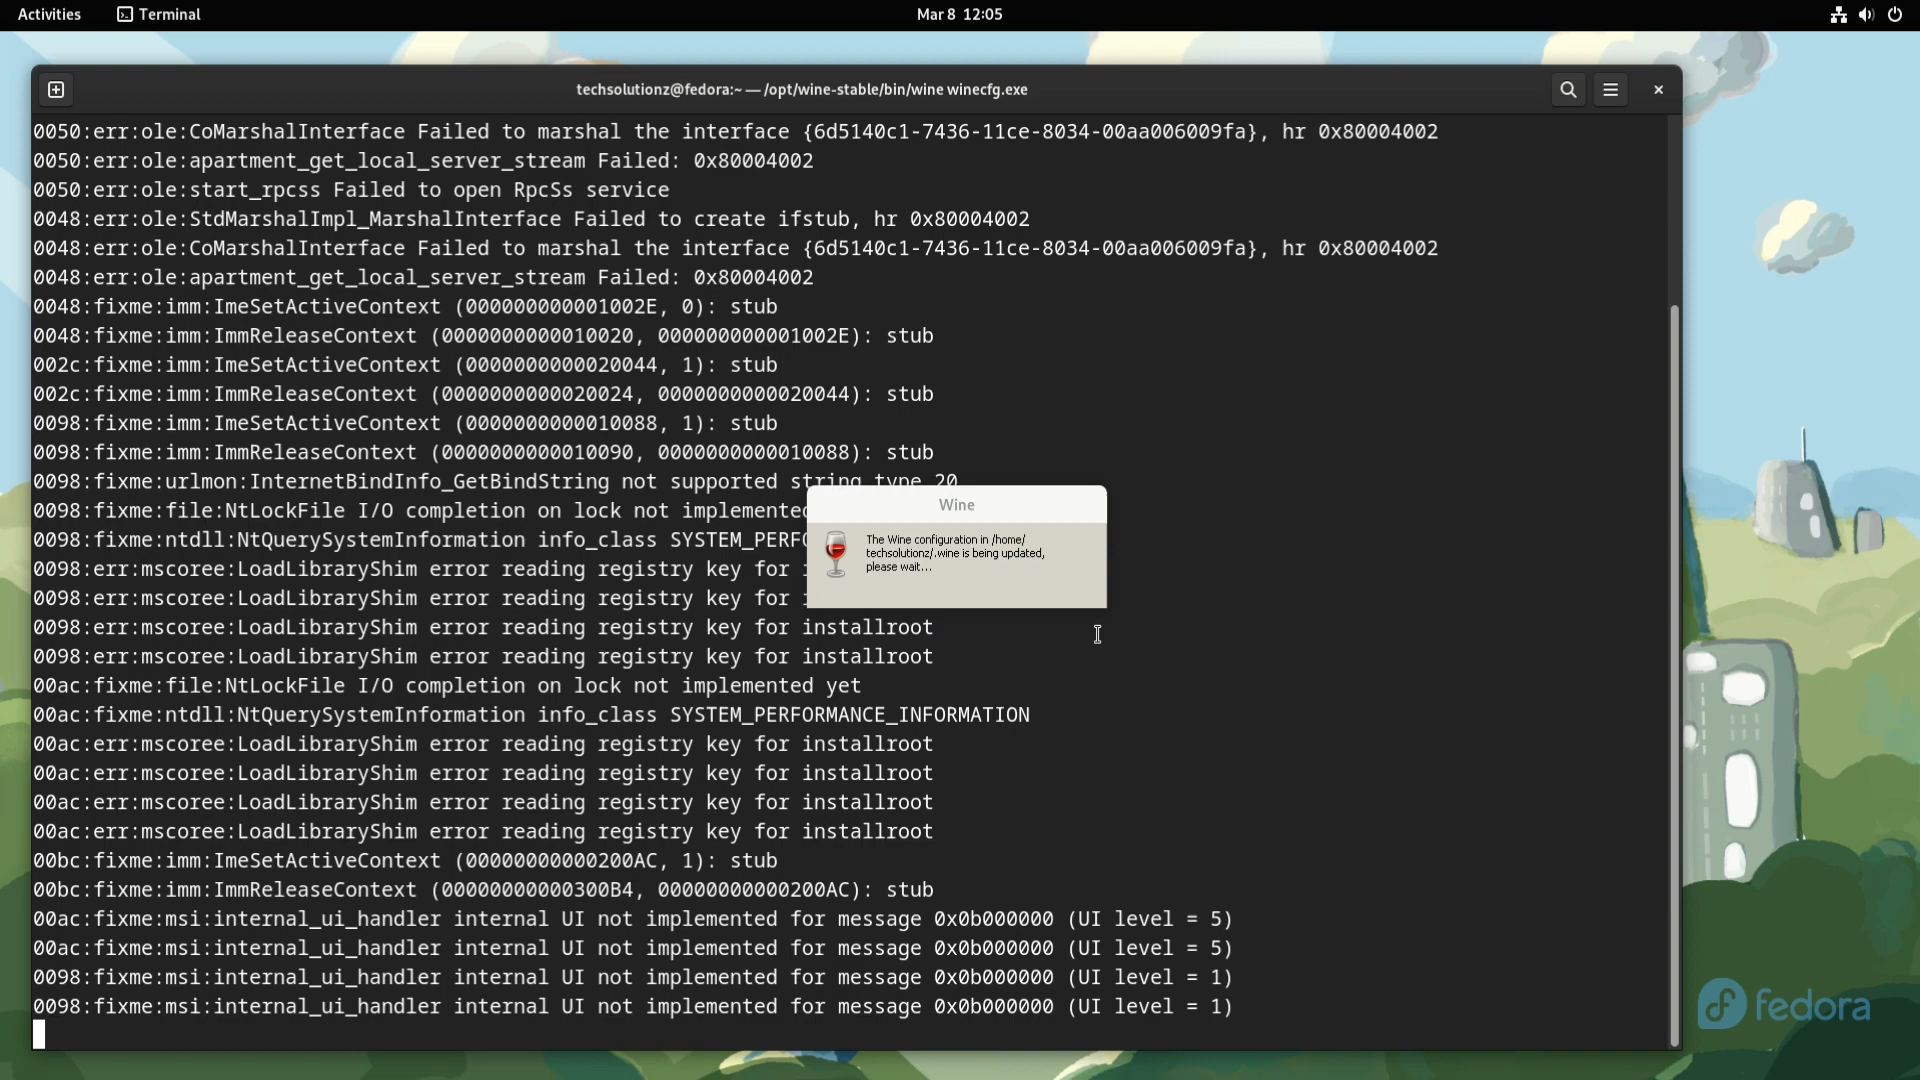 Activities
Terminal
Mar 8 12:05
techsolutionz@fedora:~ — /opt/wine-stable/bin/wine winecfg.exe
0050:err:ole:CoMarshalInterface Failed to marshal the interface {6d5140c1-7436-11ce-8034-00aa006009fa}, hr 0x80004002
0050:err:ole:apartment_get_local_server_stream Failed: 0x80004002
0050:err:ole:start_rpcss Failed to open RpcSs service
0048:err:ole:StdMarshalImpl_MarshalInterface Failed to create ifstub, hr 0x80004002
0048:err:ole:CoMarshalInterface Failed to marshal the interface {6d5140c1-7436-11ce-8034-00aa006009fa}, hr 0x80004002
0048:err:ole:apartment_get_local_server_stream Failed: 0x80004002
0048:fixme:imm:ImeSetActiveContext (000000000001002E, 0): stub
0048:fixme:imm:ImmReleaseContext (0000000000010020, 000000000001002E): stub
002c:fixme:imm:ImeSetActiveContext (0000000000020044, 1): stub
002c:fixme:imm:ImmReleaseContext (0000000000020024, 0000000000020044): stub
0098:fixme:imm:ImeSetActiveContext (0000000000010088, 1): stub
0098:fixme:imm:ImmReleaseContext (0000000000010090, 0000000000010088): stub
0098:fixme:urlmon:InternetBindInfo_GetBindString not supported string type 20
0098:fixme:file:NtLockFile I/O completion on lock not implemented
0098:fixme:ntdll:NtQuerySystemInformation info_class SYSTEM_PERFO
0098:err:mscoree:LoadLibraryShim error reading registry key for i
0098:err:mscoree:LoadLibraryShim error reading registry key for i
0098:err:mscoree:LoadLibraryShim error reading registry key for installroot
0098:err:mscoree:LoadLibraryShim error reading registry key for installroot
00ac:fixme:file:NtLockFile I/O completion on lock not implemented yet
00ac:fixme:ntdll:NtQuerySystemInformation info_class SYSTEM_PERFORMANCE_INFORMATION
00ac:err:mscoree:LoadLibraryShim error reading registry key for installroot
00ac:err:mscoree:LoadLibraryShim error reading registry key for installroot
00ac:err:mscoree:LoadLibraryShim error reading registry key for installroot
00ac:err:mscoree:LoadLibraryShim error reading registry key for installroot
00bc:fixme:imm:ImeSetActiveContext (00000000000200AC, 1): stub
00bc:fixme:imm:ImmReleaseContext (00000000000300B4, 00000000000200AC): stub
00ac:fixme:msi:internal_ui_handler internal UI not implemented for message 0x0b000000 (UI level = 5)
00ac:fixme:msi:internal_ui_handler internal UI not implemented for message 0x0b000000 (UI level = 5)
0098:fixme:msi:internal_ui_handler internal UI not implemented for message 0x0b000000 (UI level = 1)
0098:fixme:msi:internal_ui_handler internal UI not implemented for message 0x0b000000 (UI level = 1)
Wine
The Wine configuration in /home/
techsolutionz/.wine is being updated,
please wait...
fedora